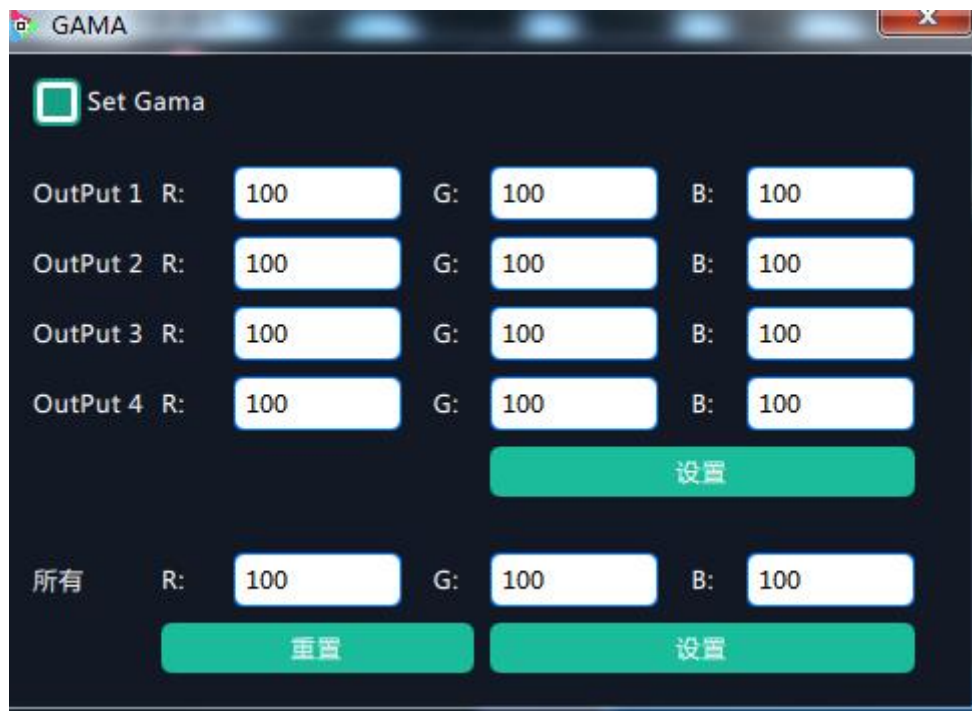 GAMA
Set Gama
OutPut 1 R: 100 G: 100 B: 100
OutPut 2 R: 100 G: 100 B: 100
OutPut 3 R: 100 G: 100 B: 100
OutPut 4 R: 100 G: 100 B: 100
设置
所有 R: 100 G: 100 B: 100
重置 设置